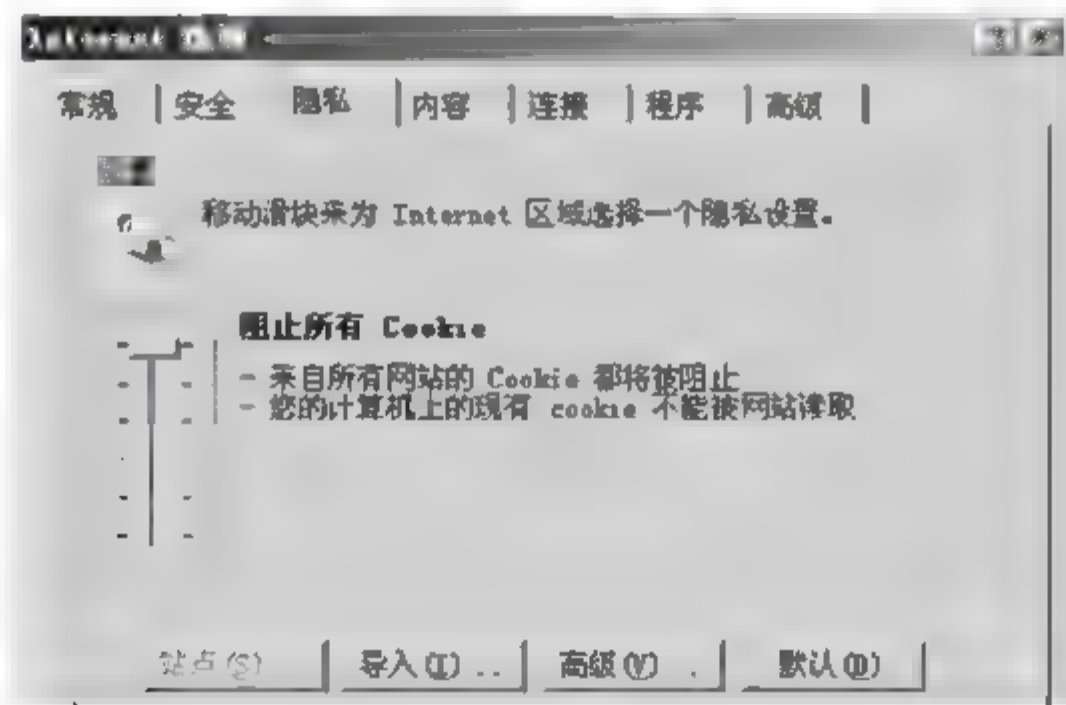 Internet 选项
常规 安全 隐私 内容 连接 程序 高级
移动滑块来为 Internet 区域选择一个隐私设置。
阻止所有 Cookie
- 来自所有网站的 Cookie 都将被阻止
- 您的计算机上的现有 cookie 不能被网站读取
站点(S) 导入(I)... 高级(V)... 默认(D)